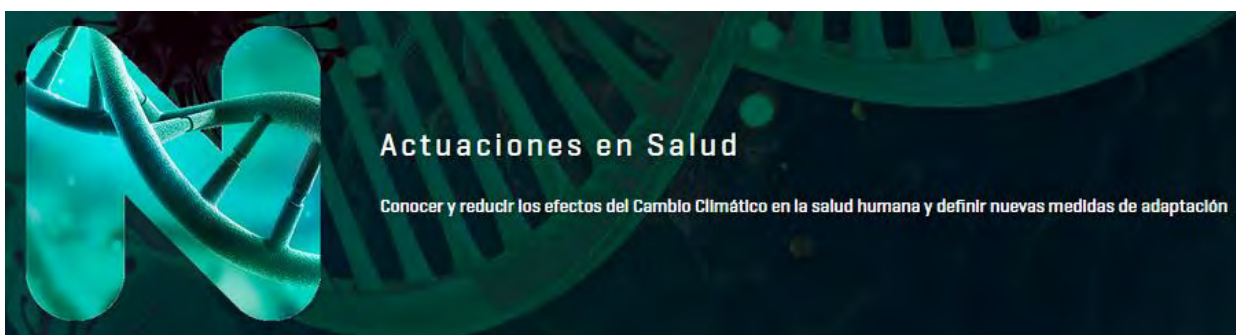 N
Actuaciones en Salud
Conocer y reducir los efectos del Cambio Climático en la salud humana y definir nuevas medidas de adaptación